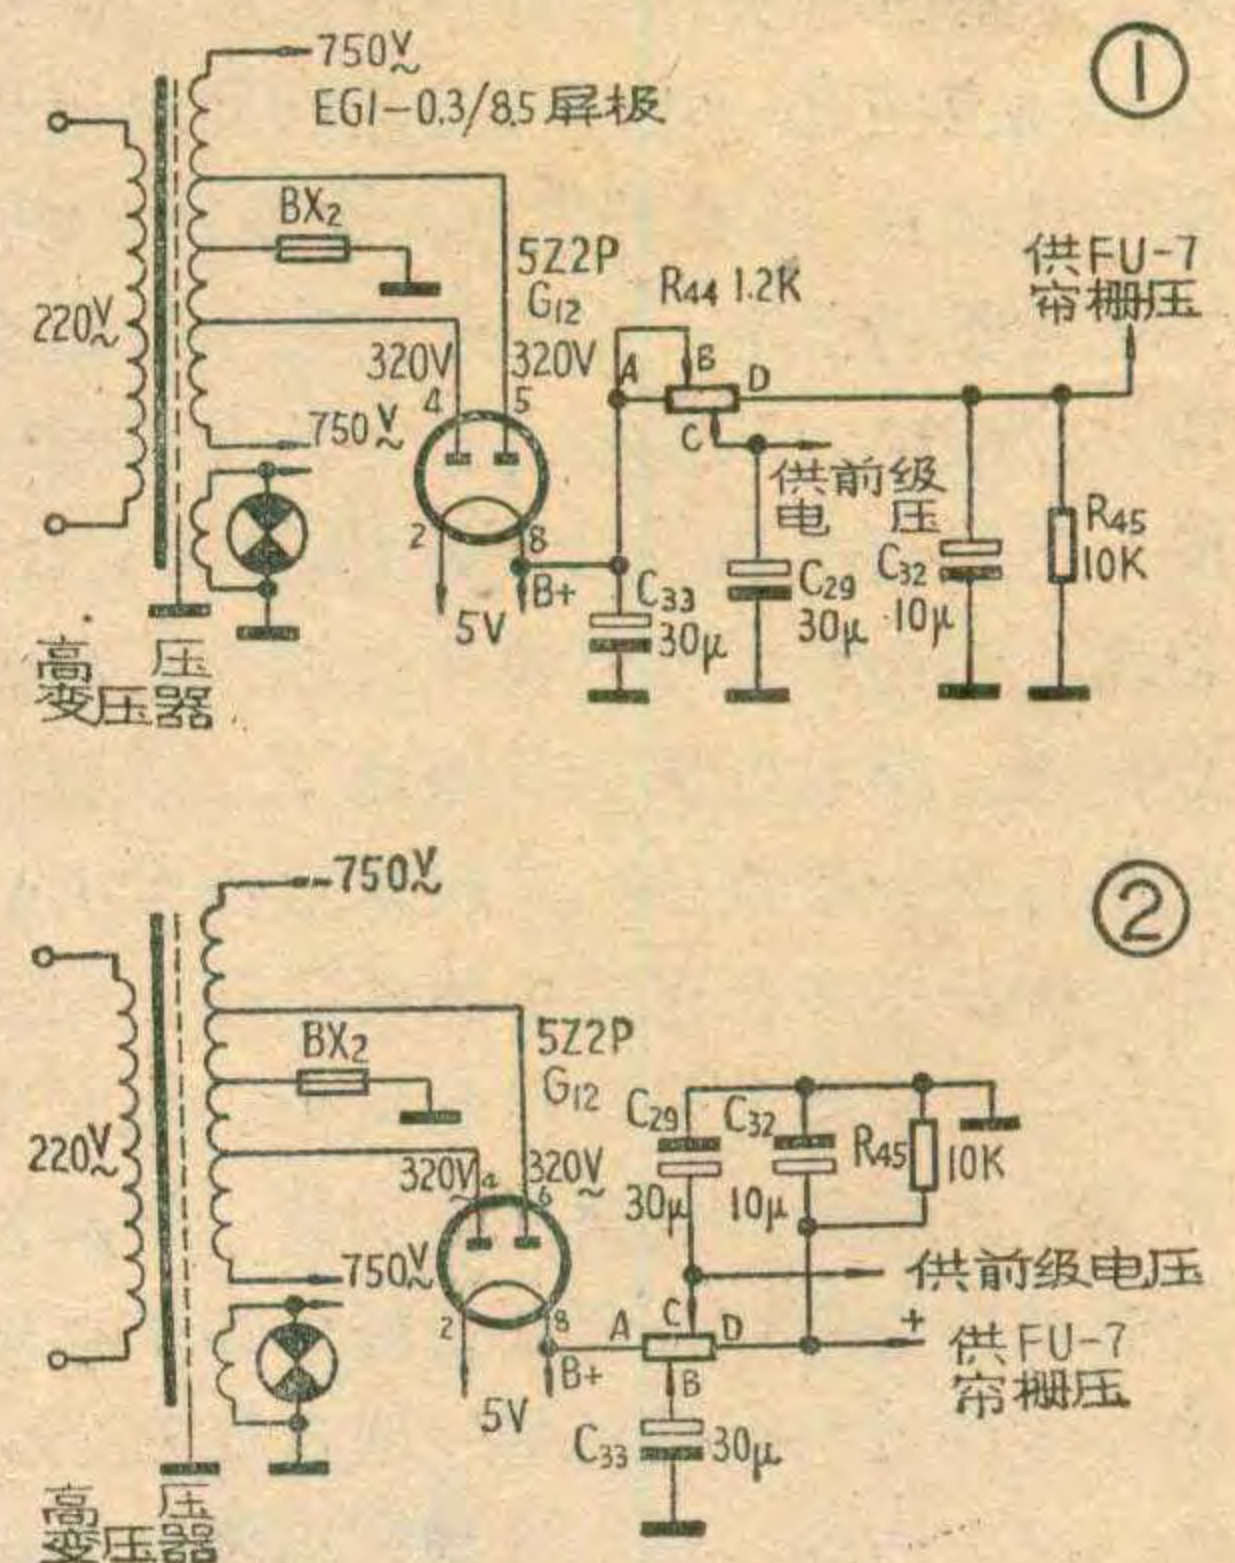 ①
750V~
EG1-0.3/8.5屏极
BX₂
5Z2P
G₁₂
R₄₄ 1.2K
供FU-7
帘栅压
220V~
320V
320V
A
B
D
4
5
C
750V~
供前级
电 压
2
8
B+
5V
C₃₃
30μ
C₂₉
30μ
C₃₂
10μ
R₄₅
10K
高 压
变压器
②
-750V~
BX₂
5Z2P
G₁₂
C₂₉
C₃₂
R₄₅
10K
220V~
320V~
4
320V~
6
30μ
10μ
750V~
供前级电压
2
8
A
C
D
+
供FU-7
帘栅压
B+
B
5V
C₃₃
30μ
高 压
变压器